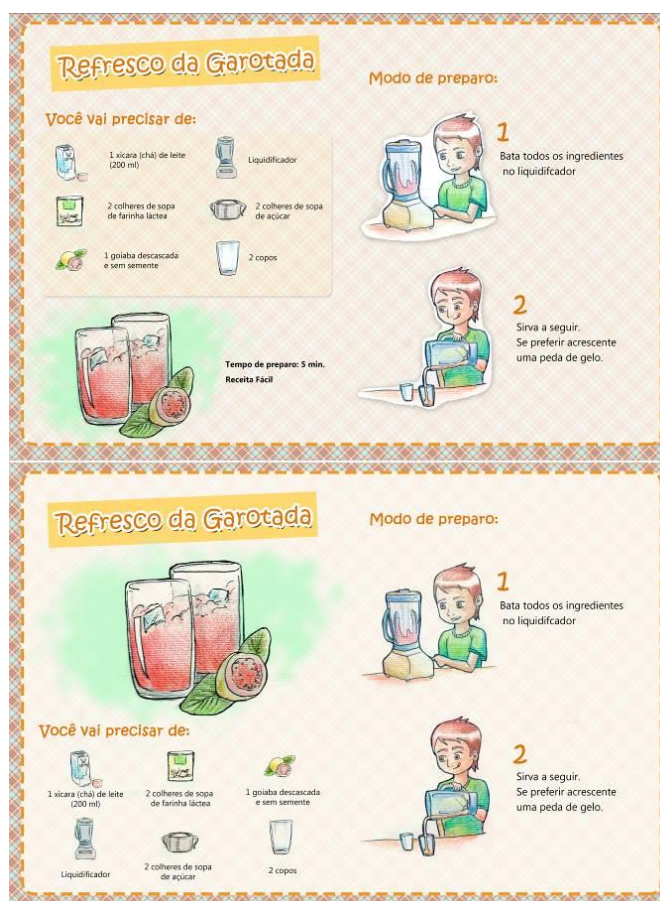 Refresco da Garotada
Você vai precisar de:
1 xícara (chá) de leite
(200 ml)
Liquidificador
2 colheres de sopa
de farinha láctea
2 colheres de sopa
de açúcar
1 goiaba descascada
e sem semente
2 copos
Tempo de preparo: 5 min.
Receita Fácil
Modo de preparo:
1
Bata todos os ingredientes
no liquidifcador
2
Sirva a seguir.
Se preferir acrescente
uma peda de gelo.
Refresco da Garotada
Você vai precisar de:
1 xícara (chá) de leite
(200 ml)
2 colheres de sopa
de farinha láctea
1 goiaba descascada
e sem semente
Liquidificador
2 colheres de sopa
de açúcar
2 copos
Modo de preparo:
1
Bata todos os ingredientes
no liquidifcador
2
Sirva a seguir.
Se preferir acrescente
uma peda de gelo.